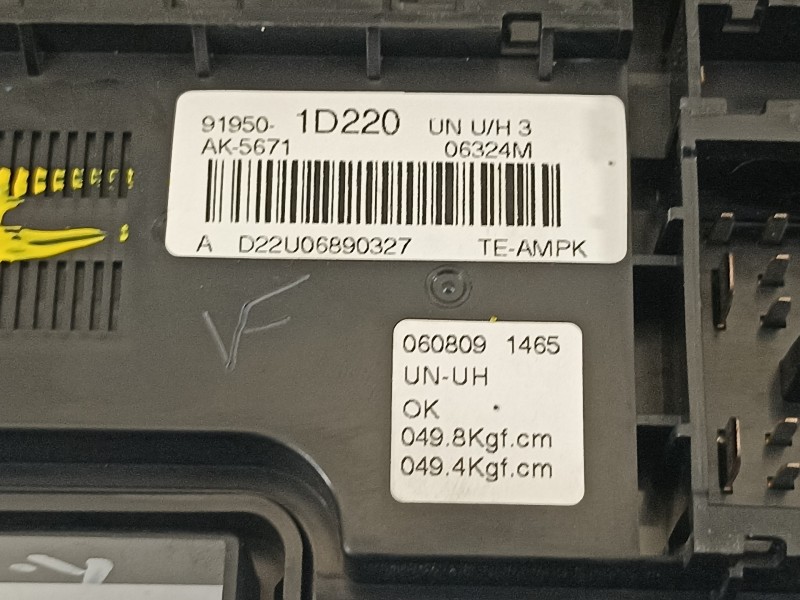 91950- 1D220 UN U/H 3
AK-5671 06324M
A D22U06890327 TE-AMPK
060809 1465
UN-UH
OK
049.8Kgf.cm
049.4Kgf.cm